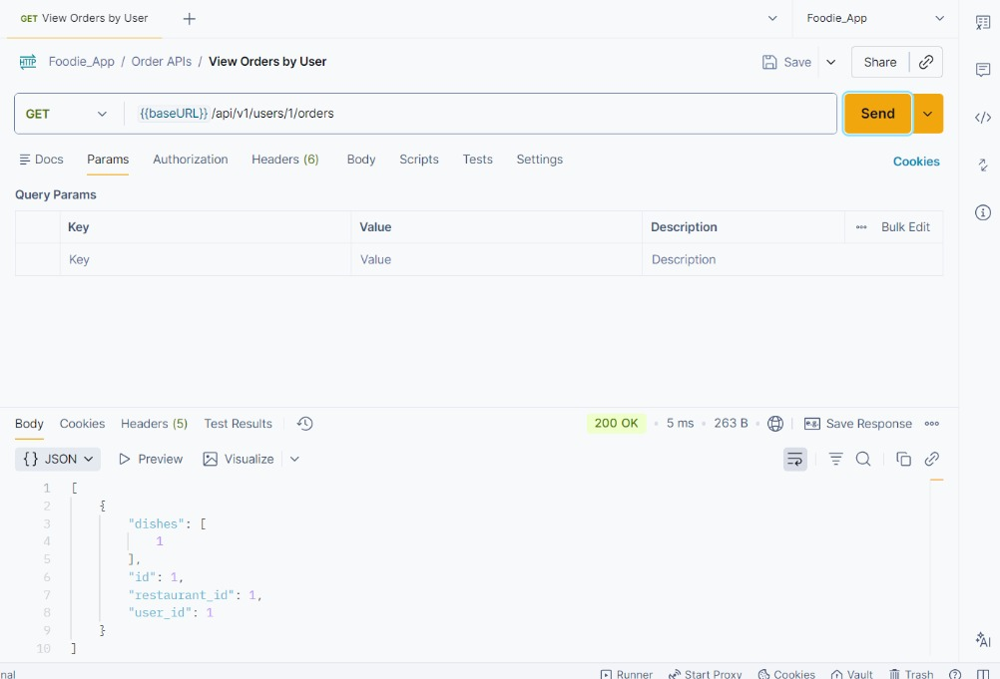 GET View Orders by User
Foodie_App
HTTP Foodie_App / Order APIs / View Orders by User
Save
Share
GET
{{baseURL}} /api/v1/users/1/orders
Send
Docs Params Authorization Headers (6) Body Scripts Tests Settings
Cookies
Query Params
Key Value Description ••• Bulk Edit
Key Value Description
Body Cookies Headers (5) Test Results
200 OK • 5 ms • 263 B
e.g. Save Response •••
{} JSON Preview Visualize
1 [
2 {
3 "dishes": [
4 1
5 ],
6 "id": 1,
7 "restaurant_id": 1,
8 "user_id": 1
9 }
10 ]
AI
nal
Runner Start Proxy Cookies Vault Trash